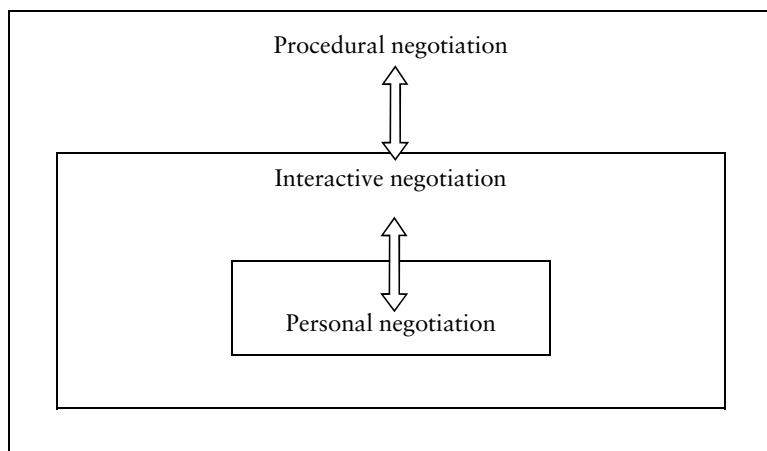 Procedural negotiation
Interactive negotiation
Personal negotiation